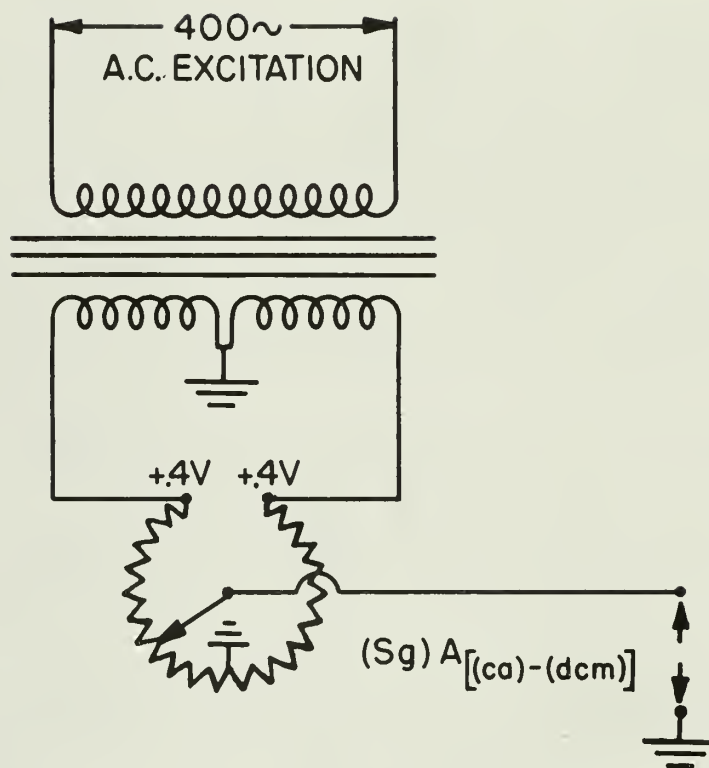 400~
A.C. EXCITATION
+.4V +.4V
(Sg) A[(ca)-(dcm)]